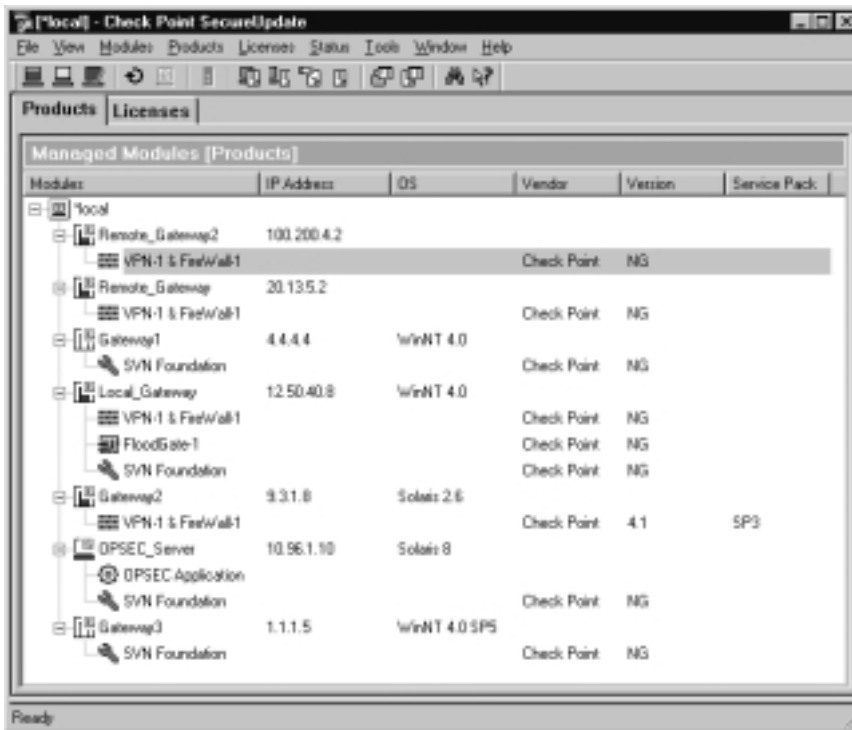 [*local] - Check Point SecureUpdate
File View Modules Products Licenses Status Tools Window Help
Products Licenses
Managed Modules [Products]
Modules IP Address OS Vendor Version Service Pack
*local
Remote_Gateway2 100.200.4.2
VPN-1 & FireWall-1 Check Point NG
Remote_Gateway 20.13.5.2
VPN-1 & FireWall-1 Check Point NG
Gateway1 4.4.4.4 WinNT 4.0
SVN Foundation Check Point NG
Local_Gateway 12.50.40.8 WinNT 4.0
VPN-1 & FireWall-1 Check Point NG
FloodGate-1 Check Point NG
SVN Foundation Check Point NG
Gateway2 9.3.1.8 Solaris 2.6
VPN-1 & FireWall-1 Check Point 4.1 SP3
OPSEC_Server 10.96.1.10 Solaris 8
OPSEC Application
SVN Foundation Check Point NG
Gateway3 1.1.1.5 WinNT 4.0 SP5
SVN Foundation Check Point NG
Ready